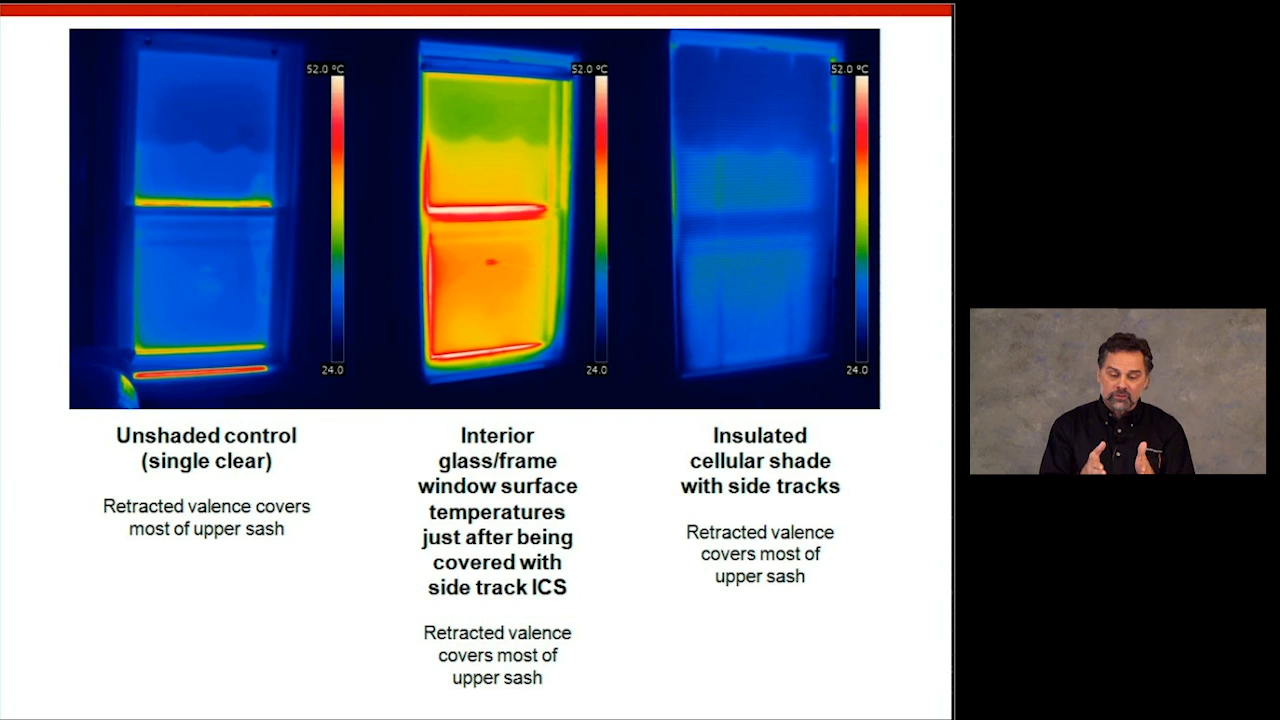 52.0 °C
52.0 °C
52.0 °C
24.0
24.0
24.0
Unshaded control
(single clear)
Retracted valence covers
most of upper sash
Interior
glass/frame
window surface
temperatures
just after being
covered with
side track ICS
Retracted valence
covers most of
upper sash
Insulated
cellular shade
with side tracks
Retracted valence
covers most of
upper sash